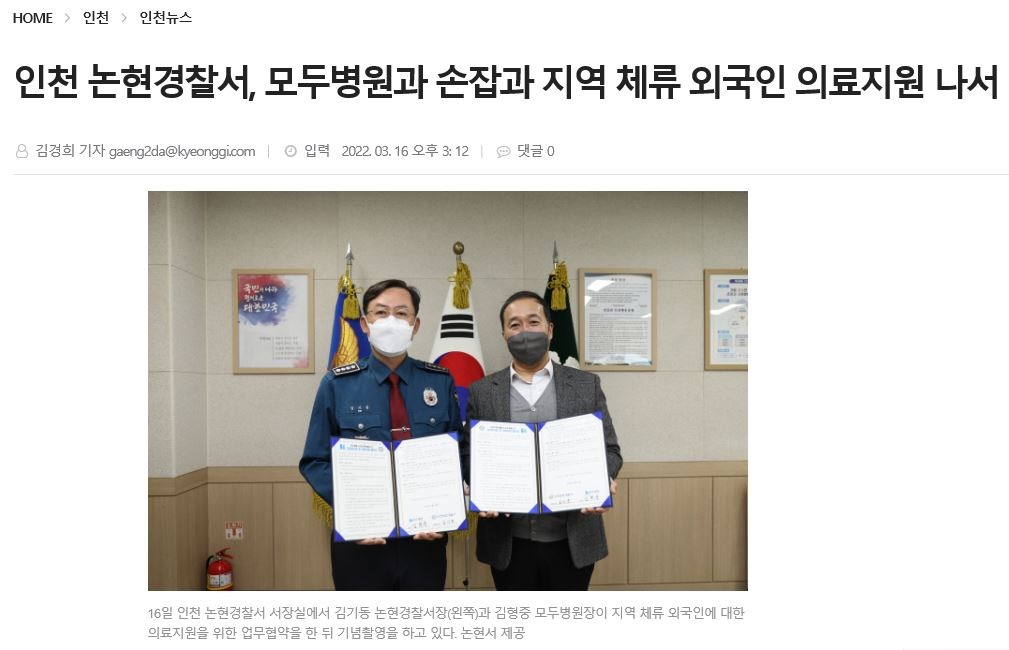 HOME > 인천 > 인천뉴스
인천 논현경찰서, 모두병원과 손잡과 지역 체류 외국인 의료지원 나서
김경희 기자 gaeng2da@kyeonggi.com | 입력 2022. 03. 16 오후 3: 12 | 댓글 0
국민의 나라
정의로운
대한민국
16일 인천 논현경찰서 서장실에서 김기동 논현경찰서장(왼쪽)과 김형중 모두병원장이 지역 체류 외국인에 대한
의료지원을 위한 업무협약을 한 뒤 기념촬영을 하고 있다. 논현서 제공